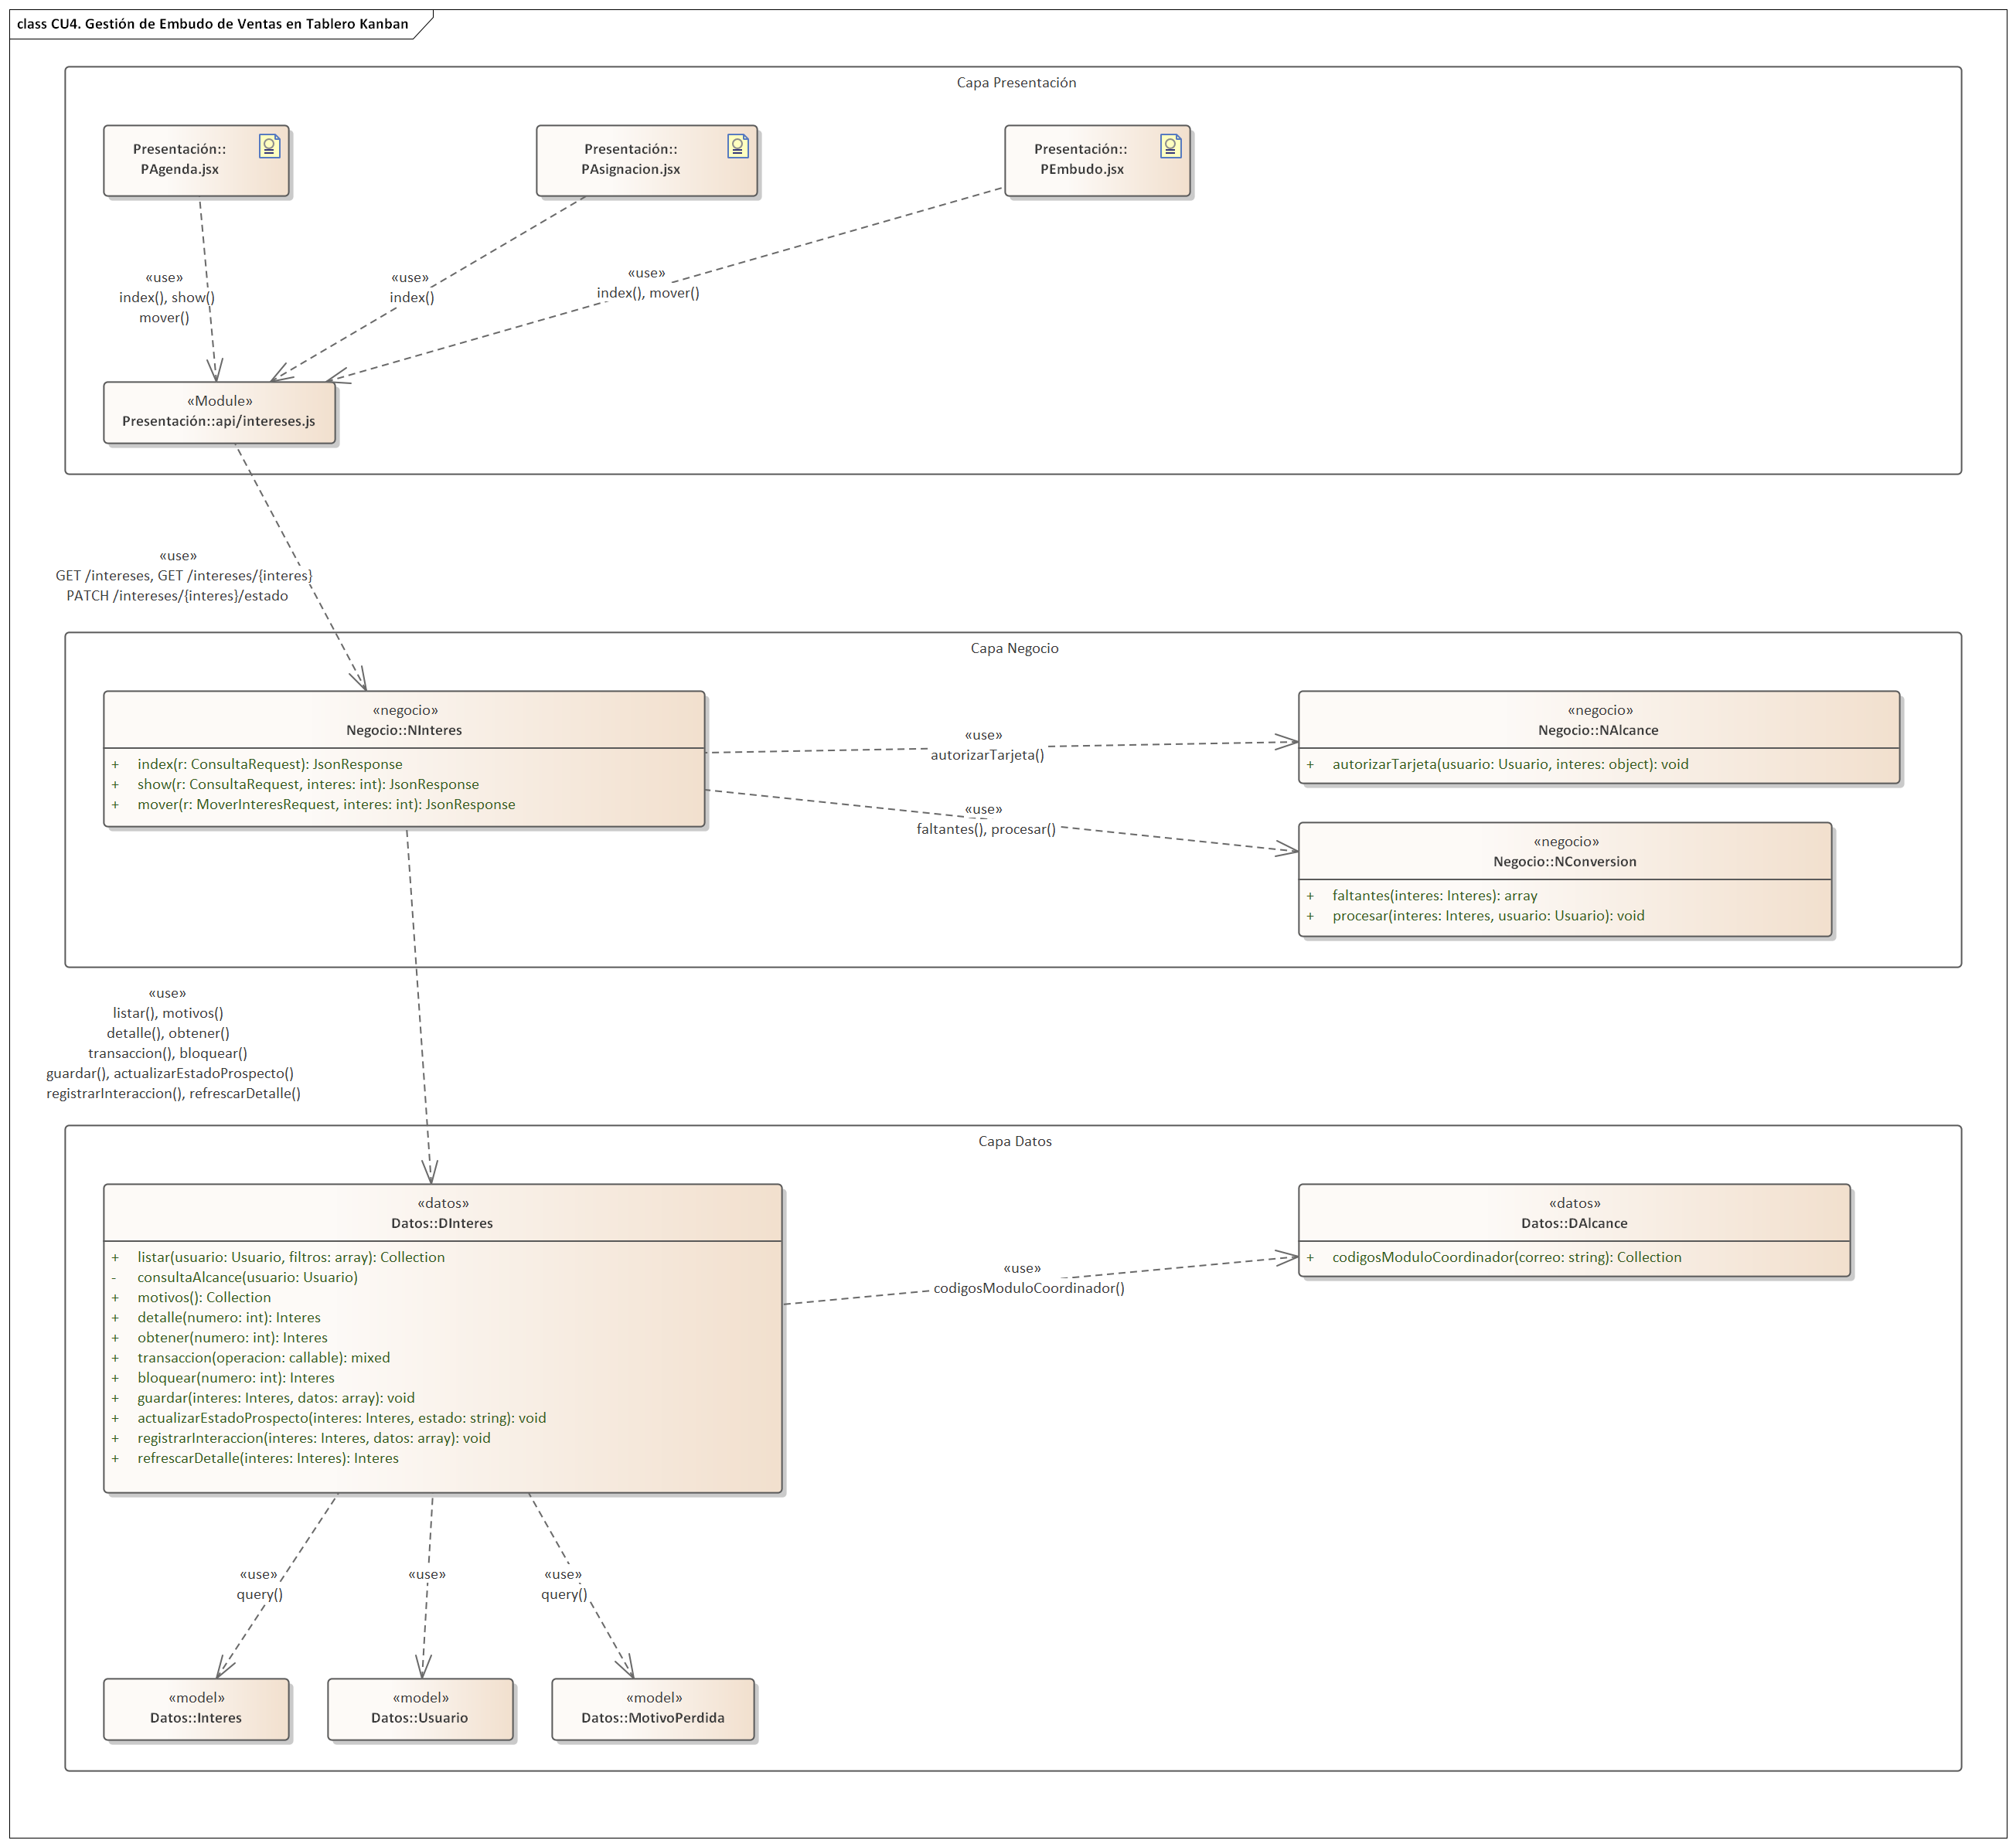 class CU4. Gestión de Embudo de Ventas en Tablero Kanban
Capa Presentación
Presentación::
PAgenda.jsx
Presentación::
PAsignacion.jsx
Presentación::
PEmbudo.jsx
«use»
index(), show()
mover()
«use»
index()
«use»
index(), mover()
«Module»
Presentación::api/intereses.js
«use»
GET /intereses, GET /intereses/{interes}
PATCH /intereses/{interes}/estado
Capa Negocio
«negocio»
Negocio::NInteres
+ index(r: ConsultaRequest): JsonResponse
+ show(r: ConsultaRequest, interes: int): JsonResponse
+ mover(r: MoverInteresRequest, interes: int): JsonResponse
«use»
autorizarTarjeta()
«negocio»
Negocio::NAlcance
+ autorizarTarjeta(usuario: Usuario, interes: object): void
«use»
faltantes(), procesar()
«negocio»
Negocio::NConversion
+ faltantes(interes: Interes): array
+ procesar(interes: Interes, usuario: Usuario): void
«use»
listar(), motivos()
detalle(), obtener()
transaccion(), bloquear()
guardar(), actualizarEstadoProspecto()
registrarInteraccion(), refrescarDetalle()
Capa Datos
«datos»
Datos::DInteres
+ listar(usuario: Usuario, filtros: array): Collection
- consultaAlcance(usuario: Usuario)
+ motivos(): Collection
+ detalle(numero: int): Interes
+ obtener(numero: int): Interes
+ transaccion(operacion: callable): mixed
+ bloquear(numero: int): Interes
+ guardar(interes: Interes, datos: array): void
+ actualizarEstadoProspecto(interes: Interes, estado: string): void
+ registrarInteraccion(interes: Interes, datos: array): void
+ refrescarDetalle(interes: Interes): Interes
«use»
codigosModuloCoordinador()
«datos»
Datos::DAlcance
+ codigosModuloCoordinador(correo: string): Collection
«use»
query()
«use»
«use»
query()
«model»
Datos::Interes
«model»
Datos::Usuario
«model»
Datos::MotivoPerdida